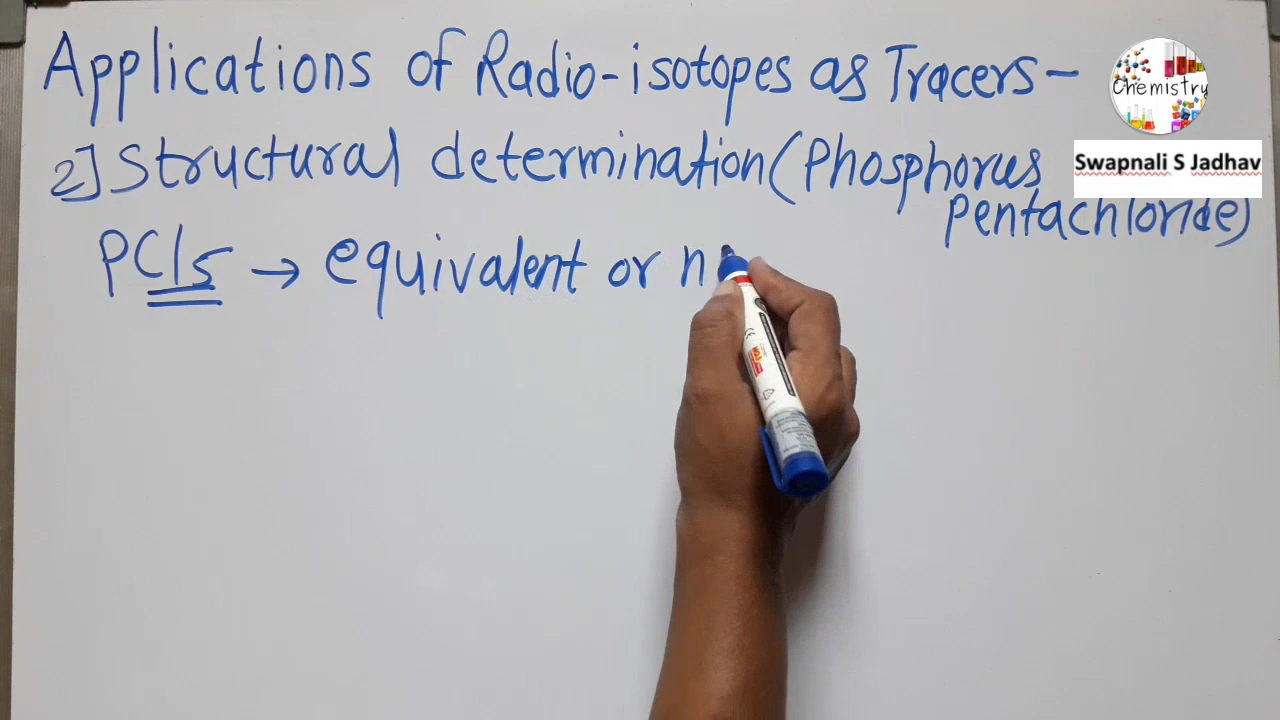 Applications of Radio-isotopes as Tracers-
Chemistry
2] Structural determination (Phosphorus
Swapnali S Jadhav
Pentachloride)
PCl5 → equivalent or n